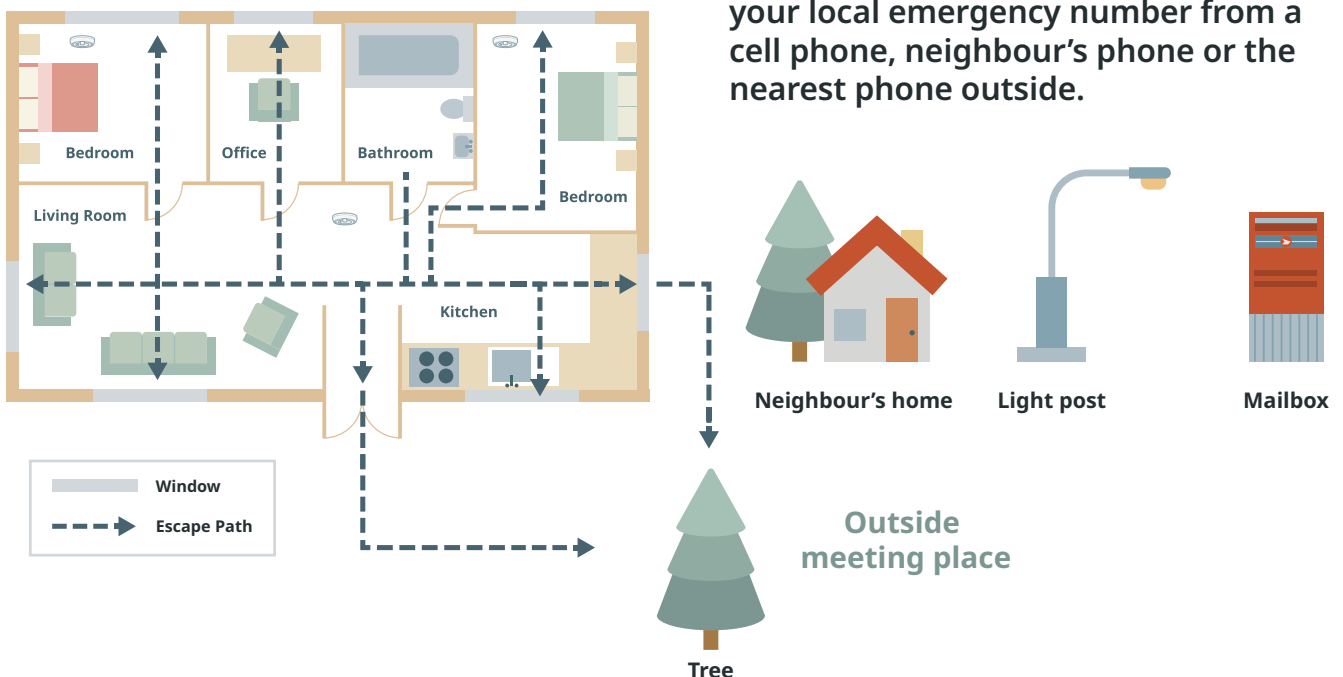 your local emergency number from a
cell phone, neighbour’s phone or the
nearest phone outside.
Bedroom
Office
Bathroom
Bedroom
Living Room
Kitchen
Neighbour’s home
Light post
Mailbox
Window
Escape Path
Outside
meeting place
Tree